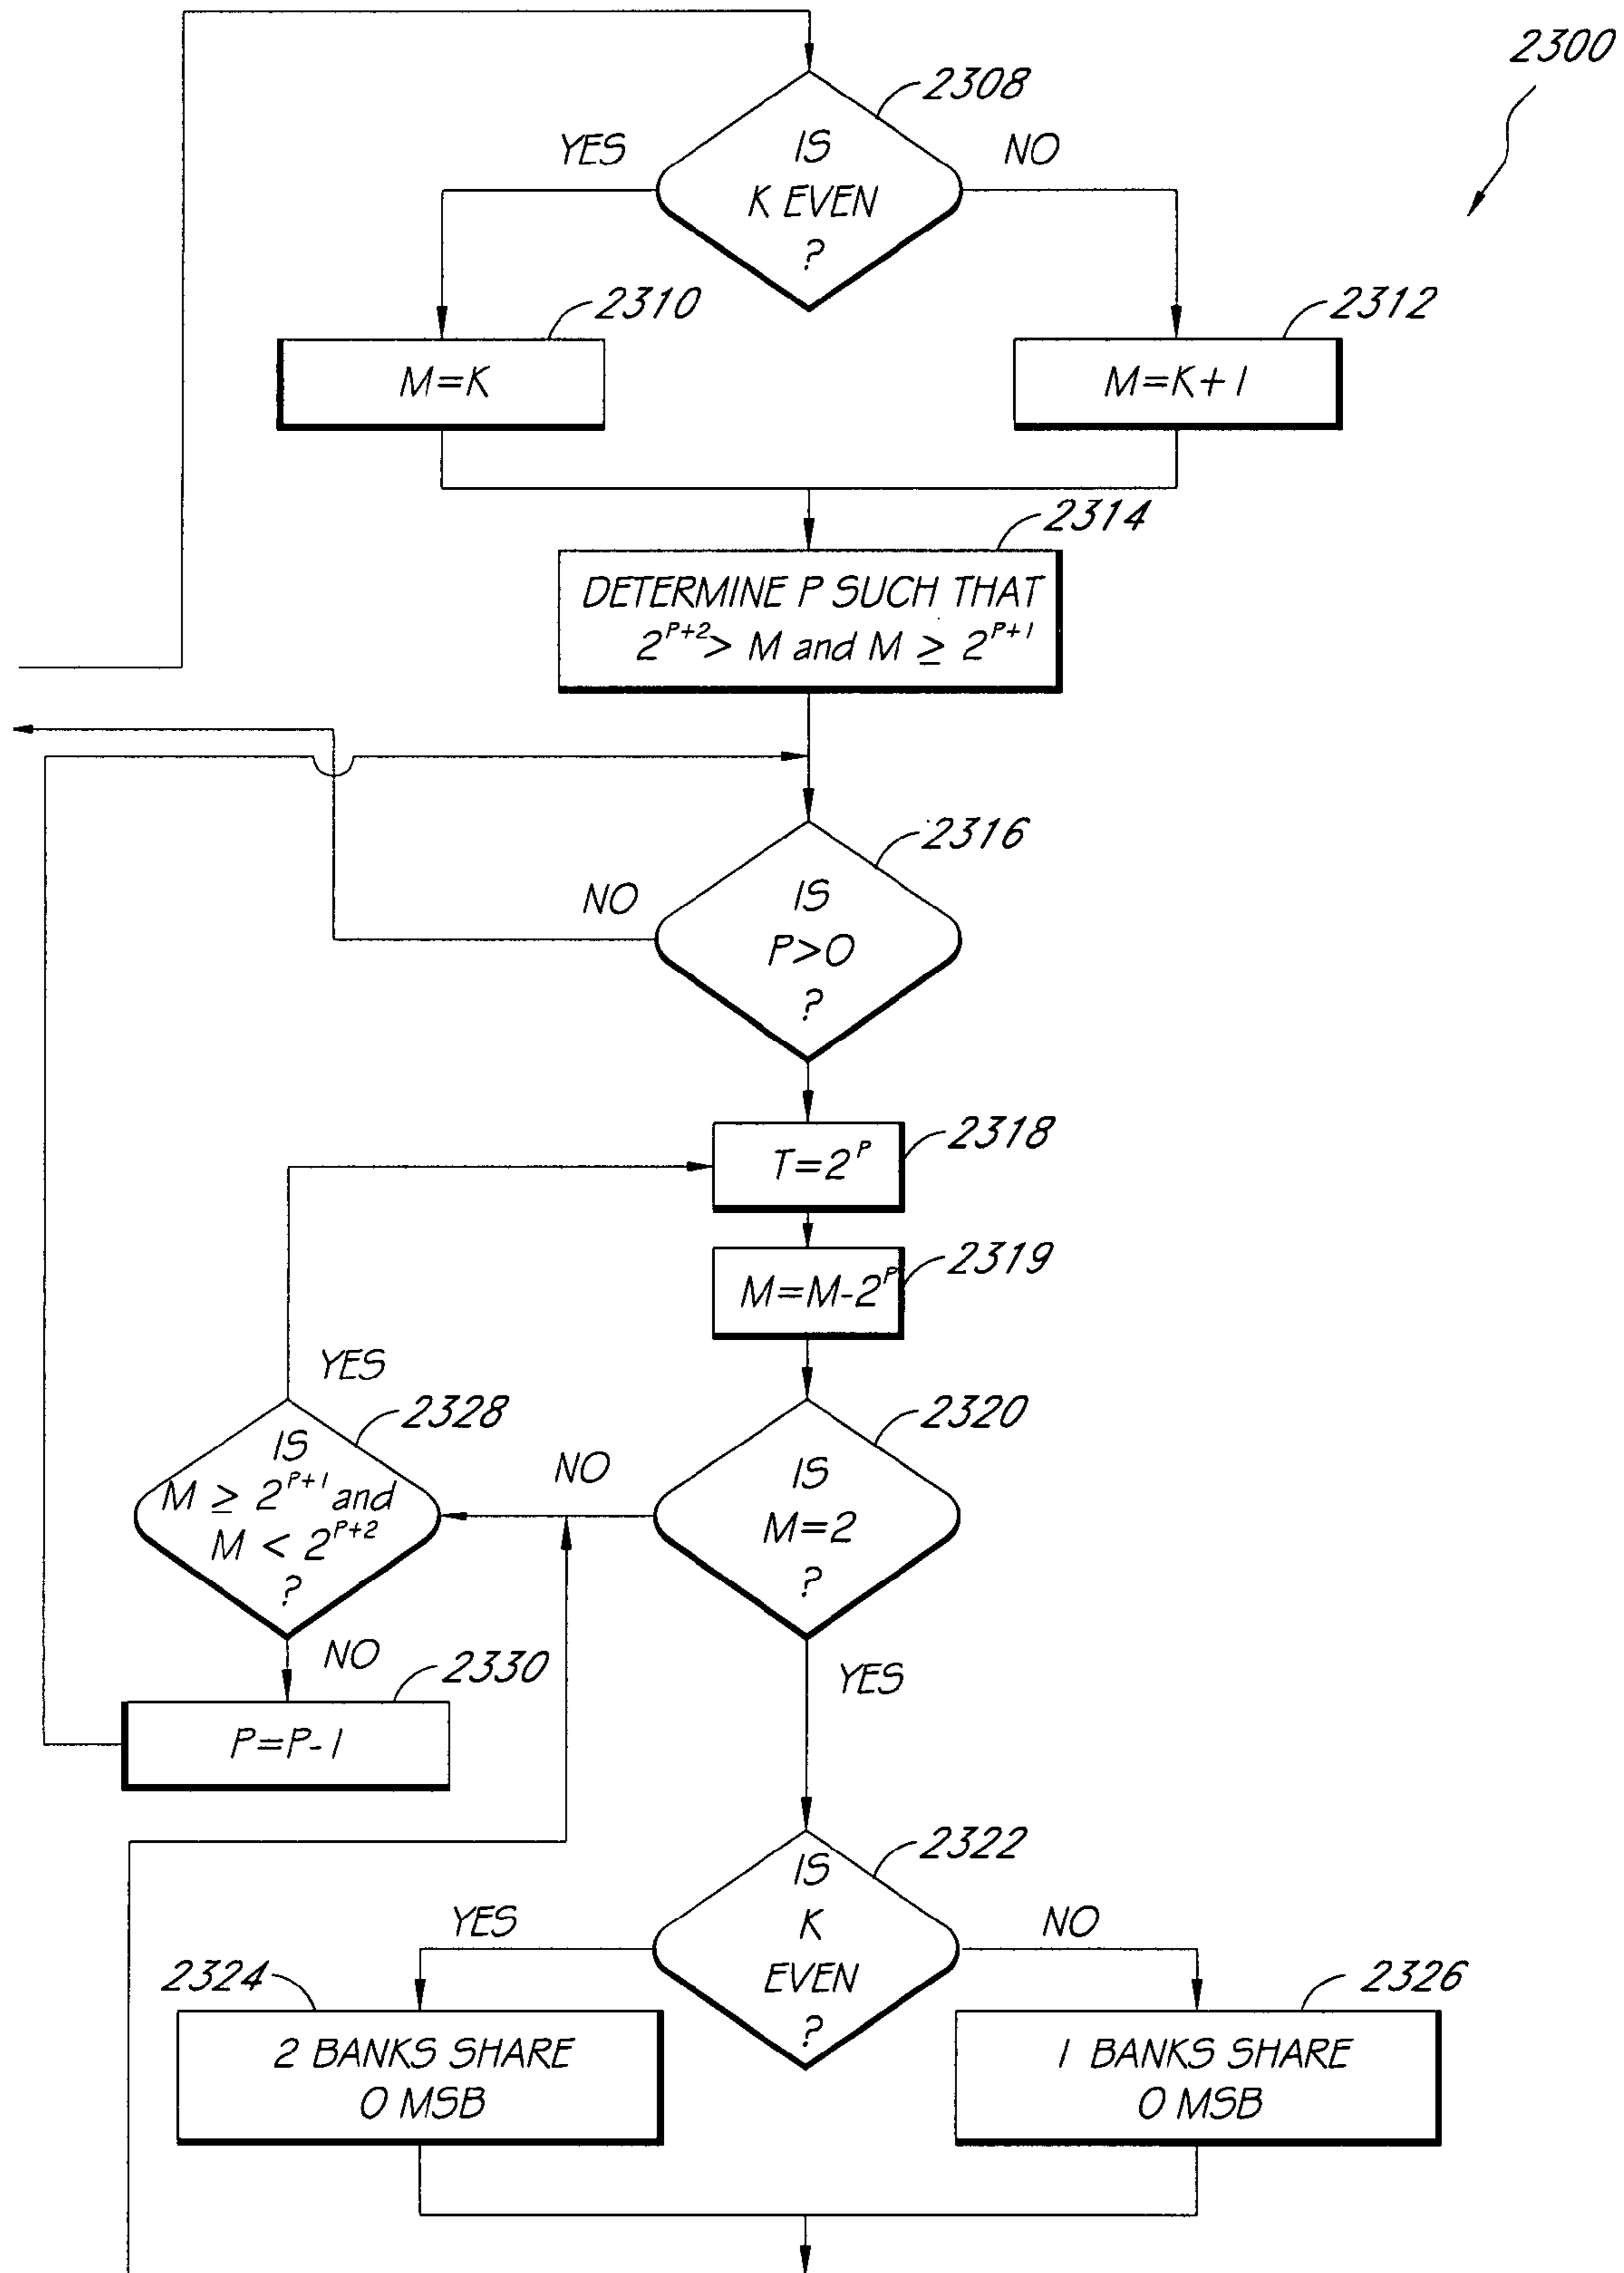 2300
2308
IS
K EVEN
?
YES
NO
2310
M=K
2312
M=K+1
2314
DETERMINE P SUCH THAT
2^{P+2} > M and M ≥ 2^{P+1}
2316
IS
P>0
?
NO
2318
T=2^P
2319
M=M-2^P
2320
IS
M=2
?
NO
YES
2328
IS
M ≥ 2^{P+1} and
M < 2^{P+2}
?
YES
NO
2330
P=P-1
2322
IS
K
EVEN
?
YES
NO
2324
2 BANKS SHARE
0 MSB
2326
1 BANKS SHARE
0 MSB